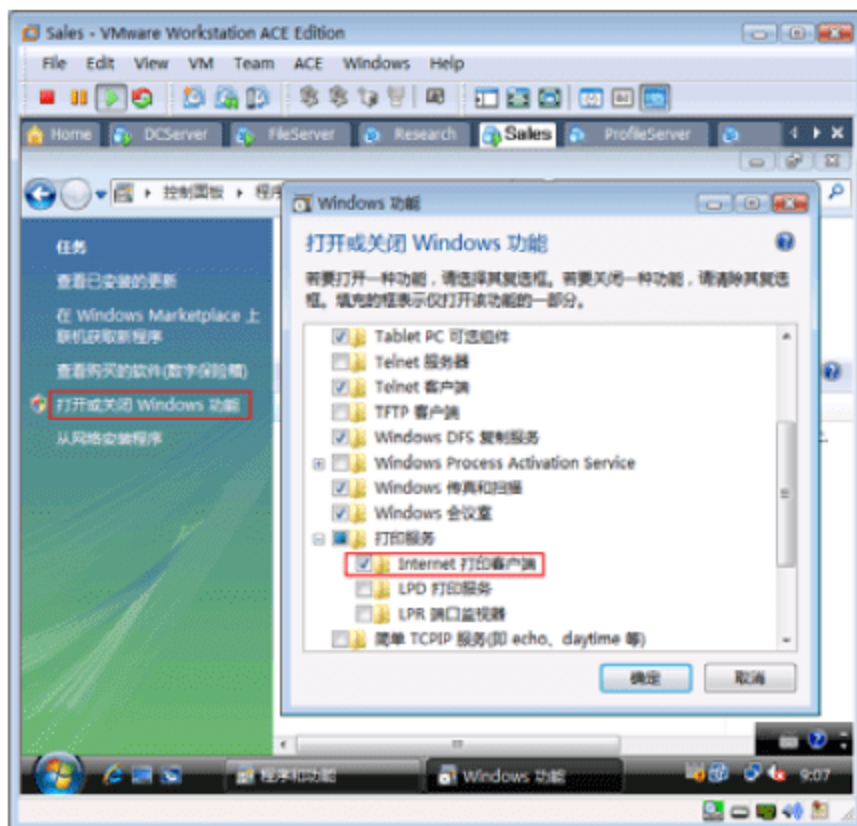 Sales - VMware Workstation ACE Edition
File Edit View VM Team ACE Windows Help
Home DCServer FileServer Research Sales ProfileServer
控制面板 程序
Windows 功能
任务
查看已安装的更新
在 Windows Marketplace 上
联机获取新程序
查看购买的软件(数字保险箱)
打开或关闭 Windows 功能
从网络安装程序
打开或关闭 Windows 功能
若要打开一种功能，请选择其复选框。若要关闭一种功能，请清除其复选
框。填充的框表示仅打开该功能的一部分。
Tablet PC 可选组件
Telnet 服务器
Telnet 客户端
TFTP 客户端
Windows DFS 复制服务
Windows Process Activation Service
Windows 传真和扫描
Windows 会议室
打印服务
Internet 打印客户端
LPD 打印服务
LPR 端口监视器
简单 TCPIP 服务(即 echo、daytime 等)
确定 取消
程序和功能 Windows 功能 9:07